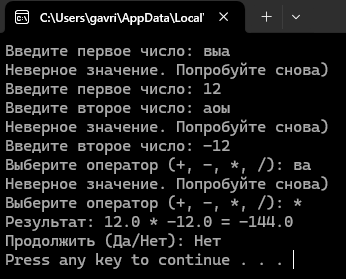 C:\Users\gavri\AppData\Local\
Введите первое число: выа
Неверное значение. Попробуйте снова)
Введите первое число: 12
Введите второе число: аоы
Неверное значение. Попробуйте снова)
Введите второе число: -12
Выберите оператор (+, -, *, /): ва
Неверное значение. Попробуйте снова)
Выберите оператор (+, -, *, /): *
Результат: 12.0 * -12.0 = -144.0
Продолжить (Да/Нет): Нет
Press any key to continue . . .